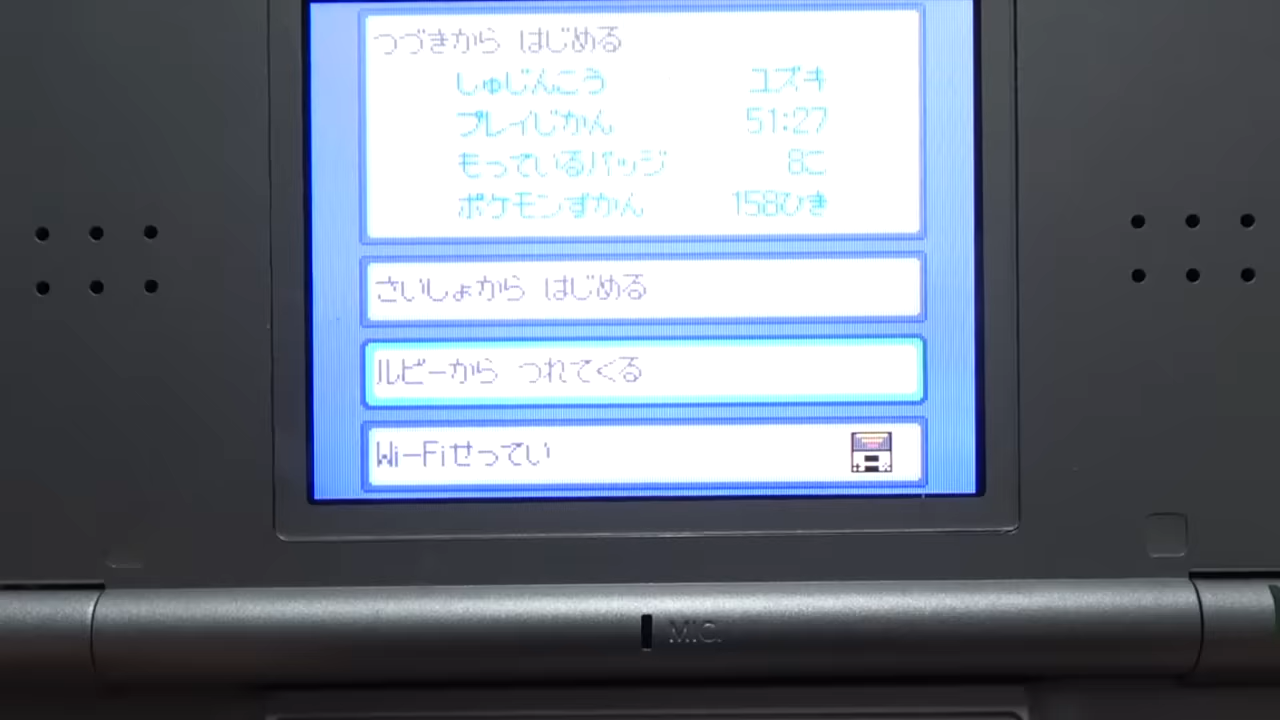 つづきから はじめる
しゅじんこう ユズキ
プレイじかん 51:27
もっているバッジ 8こ
ポケモンずかん 158ひき
さいしょから はじめる
ルビーから つれてくる
Wi-Fiせってい
MIC.